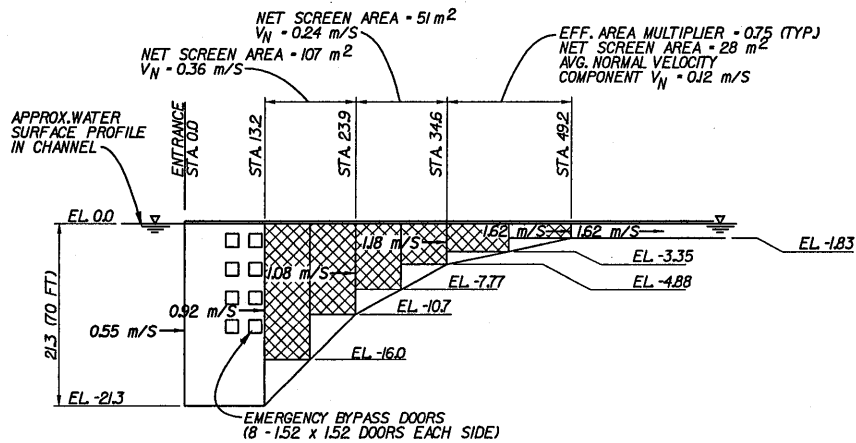 NET SCREEN AREA = 51 m²
V_N = 0.24 m/S
NET SCREEN AREA = 107 m²
V_N = 0.36 m/S
EFF. AREA MULTIPLIER = 0.75 (TYP.)
NET SCREEN AREA = 28 m²
AVG. NORMAL VELOCITY
COMPONENT V_N = 0.12 m/S
APPROX.WATER
SURFACE PROFILE
IN CHANNEL
ENTRANCE
STA. 0.0
STA. 13.2
STA. 23.9
STA. 34.6
STA. 49.2
EL. 0.0
1.62 m/S
1.62 m/S
1.18 m/S
EL. -1.83
EL. -3.35
EL. -4.88
1.08 m/S
EL. -7.77
EL. -10.7
0.92 m/S
0.55 m/S
21.3 (70 FT)
EL. -16.0
EL. -21.3
EMERGENCY BYPASS DOORS
(8 - 1.52 x 1.52 DOORS EACH SIDE)